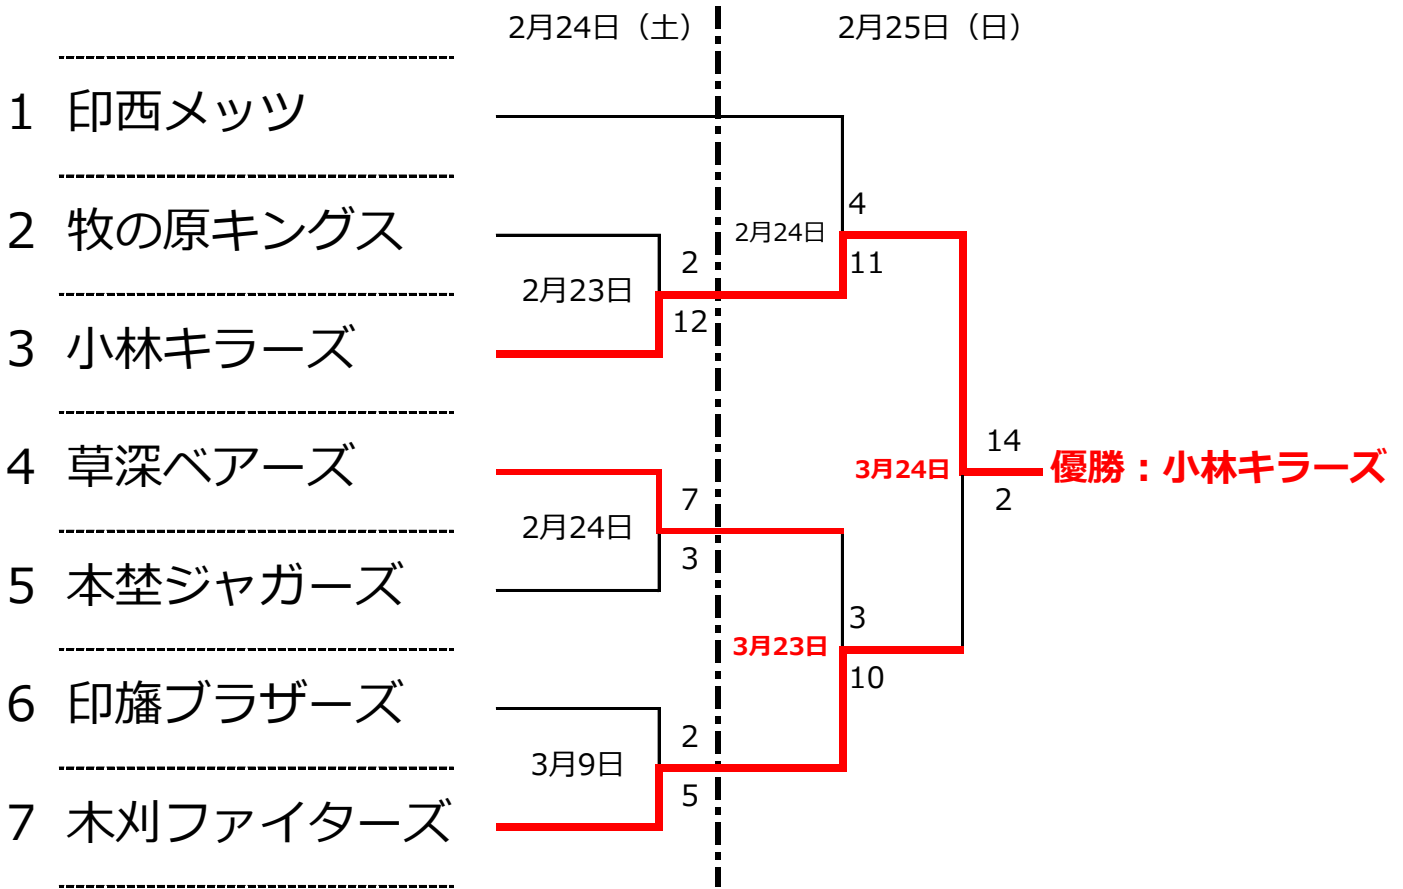 2月24日（土）
2月25日（日）
1 印西メッツ
4
2 牧の原キングス
2月24日
2
11
2月23日
12
3 小林キラーズ
14
4 草深ベアーズ
3月24日
優勝：小林キラーズ
7
2
2月24日
3
5 本埜ジャガーズ
3
3月23日
10
6 印旛ブラザーズ
2
3月9日
5
7 木刈ファイターズ